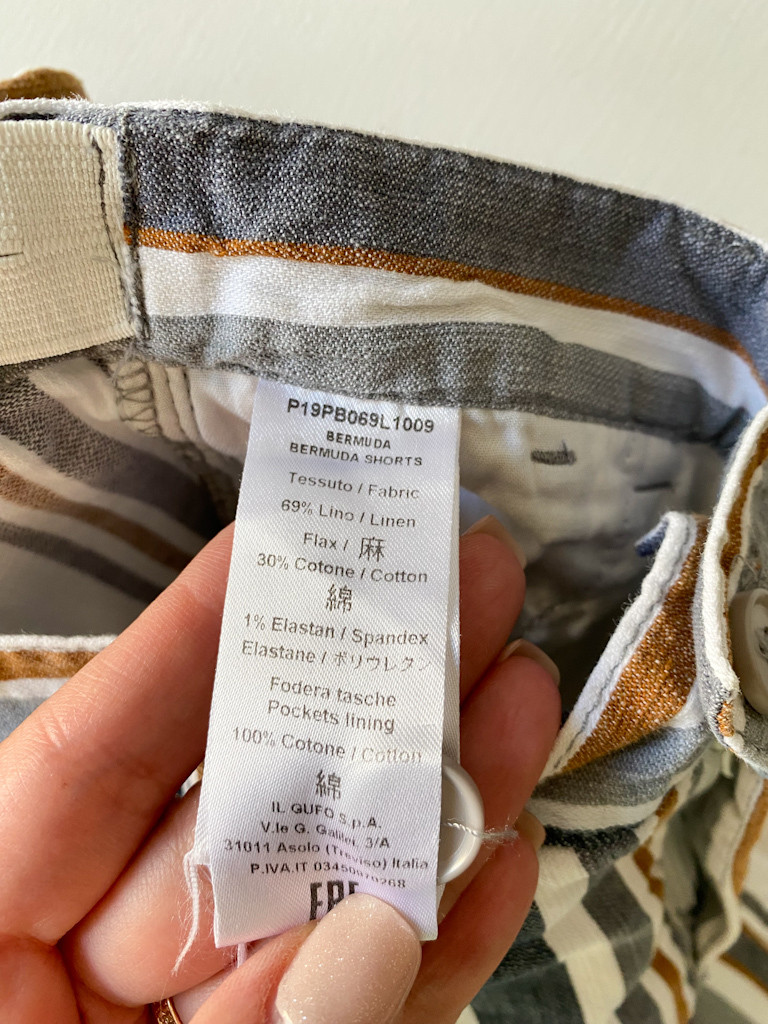 P19PB069L1009
BERMUDA
BERMUDA SHORTS
Tessuto / Fabric
69% Lino / Linen
Flax / 麻
30% Cotone / Cotton
綿
1% Elastan / Spandex
Elastane / ポリウレタン
Fodera tasche
Pockets lining
100% Cotone / Cotton
綿
IL GUFO S.p.A.
V.le G. Galilei, 3/A
31011 Asolo (Treviso) Italia
P.IVA.IT